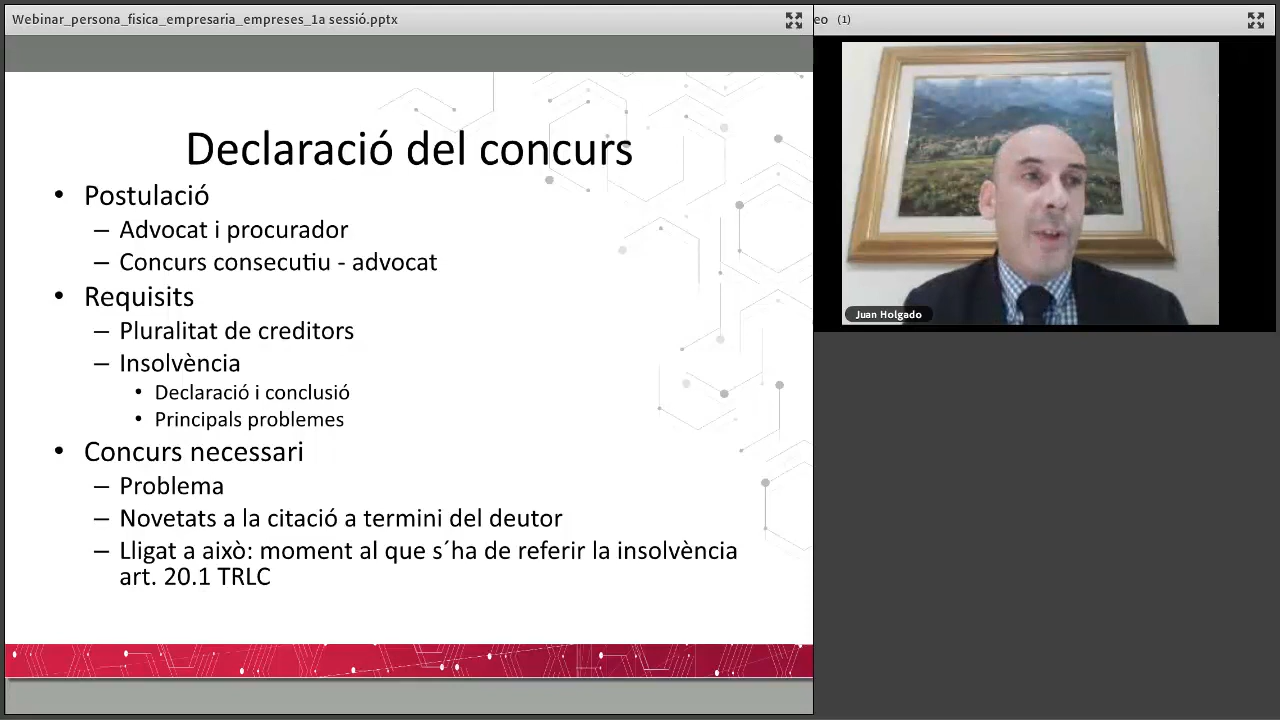 Webinar_persona_fisica_empresaria_empreses_1a sessió.pptx
eo (1)
Declaració del concurs
• Postulació
– Advocat i procurador
– Concurs consecutiu - advocat
• Requisits
– Pluralitat de creditors
– Insolvència
• Declaració i conclusió
• Principals problemes
• Concurs necessari
– Problema
– Novetats a la citació a termini del deutor
– Lligat a això: moment al que s´ha de referir la insolvència
art. 20.1 TRLC
Juan Holgado